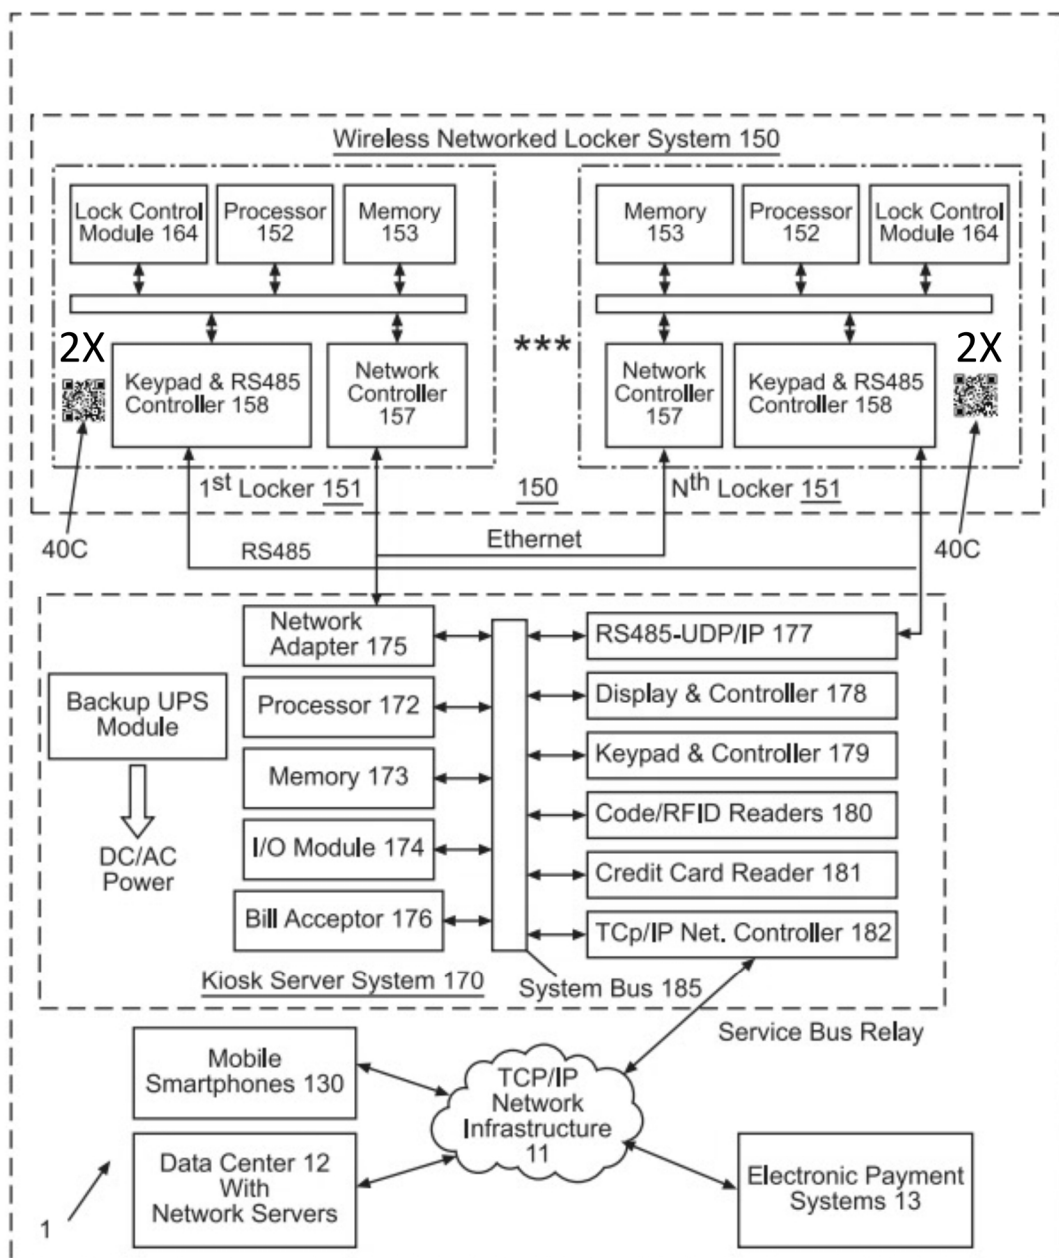 Wireless Networked Locker System 150
Lock Control
Module 164
Processor
152
Memory
153
Memory
153
Processor
152
Lock Control
Module 164
2X
Keypad & RS485
Controller 158
Network
Controller
157
***
Network
Controller
157
Keypad & RS485
Controller 158
2X
1st Locker 151
150
Nth Locker 151
40C
RS485
Ethernet
40C
Backup UPS
Module
DC/AC
Power
Network
Adapter 175
Processor 172
Memory 173
I/O Module 174
Bill Acceptor 176
RS485-UDP/IP 177
Display & Controller 178
Keypad & Controller 179
Code/RFID Readers 180
Credit Card Reader 181
TCp/IP Net. Controller 182
Kiosk Server System 170
System Bus 185
Service Bus Relay
Mobile
Smartphones 130
TCP/IP
Network
Infrastructure
11
Data Center 12
With
Network Servers
Electronic Payment
Systems 13
1